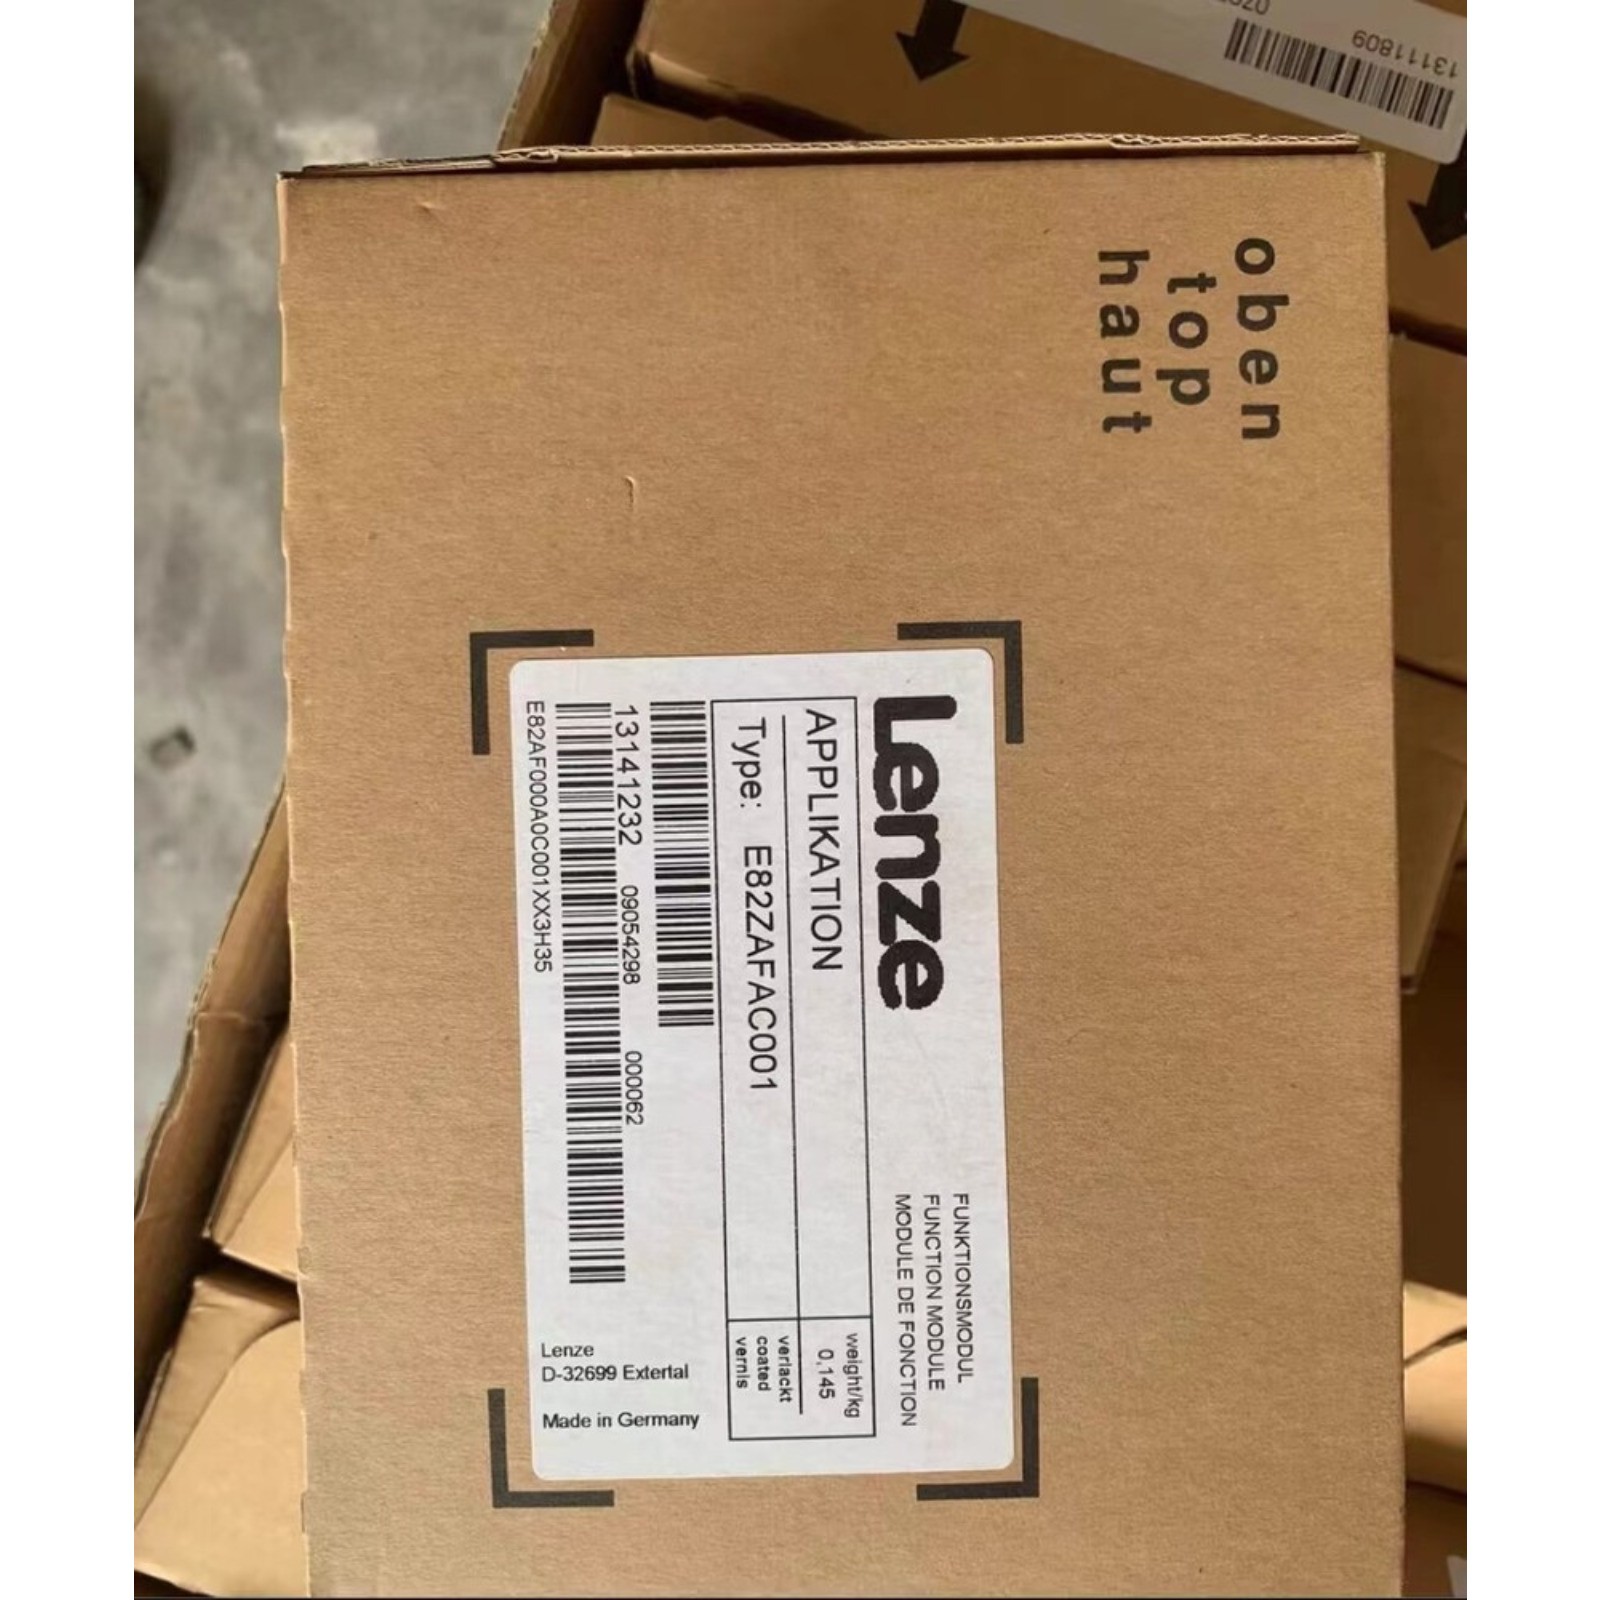 oben
top
haut
Lenze
FUNKTIONSMODUL
FUNCTION MODULE
MODULE DE FONCTION
APPLIKATION
weight/kg
0,145
Type: E82ZAFAC001
verlackt
coated
vernis
13141232 09054298 000062
E82AF000A0C001XX3H35
Lenze
D-32699 Extertal
Made in Germany
13111809